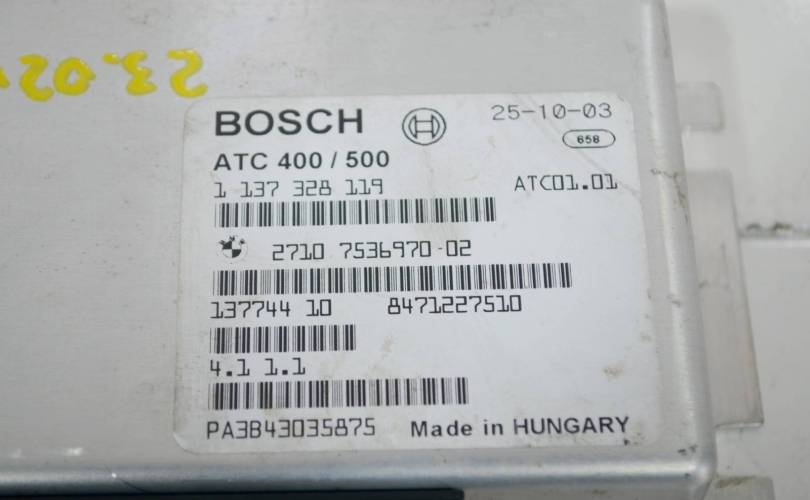 23.02
BOSCH 25-10-03
658
ATC 400 / 500
1 137 328 119 ATC01.01
2710 7536970-02
137744 10 8471227510
4.1 1.1
PA3B43035875 Made in HUNGARY